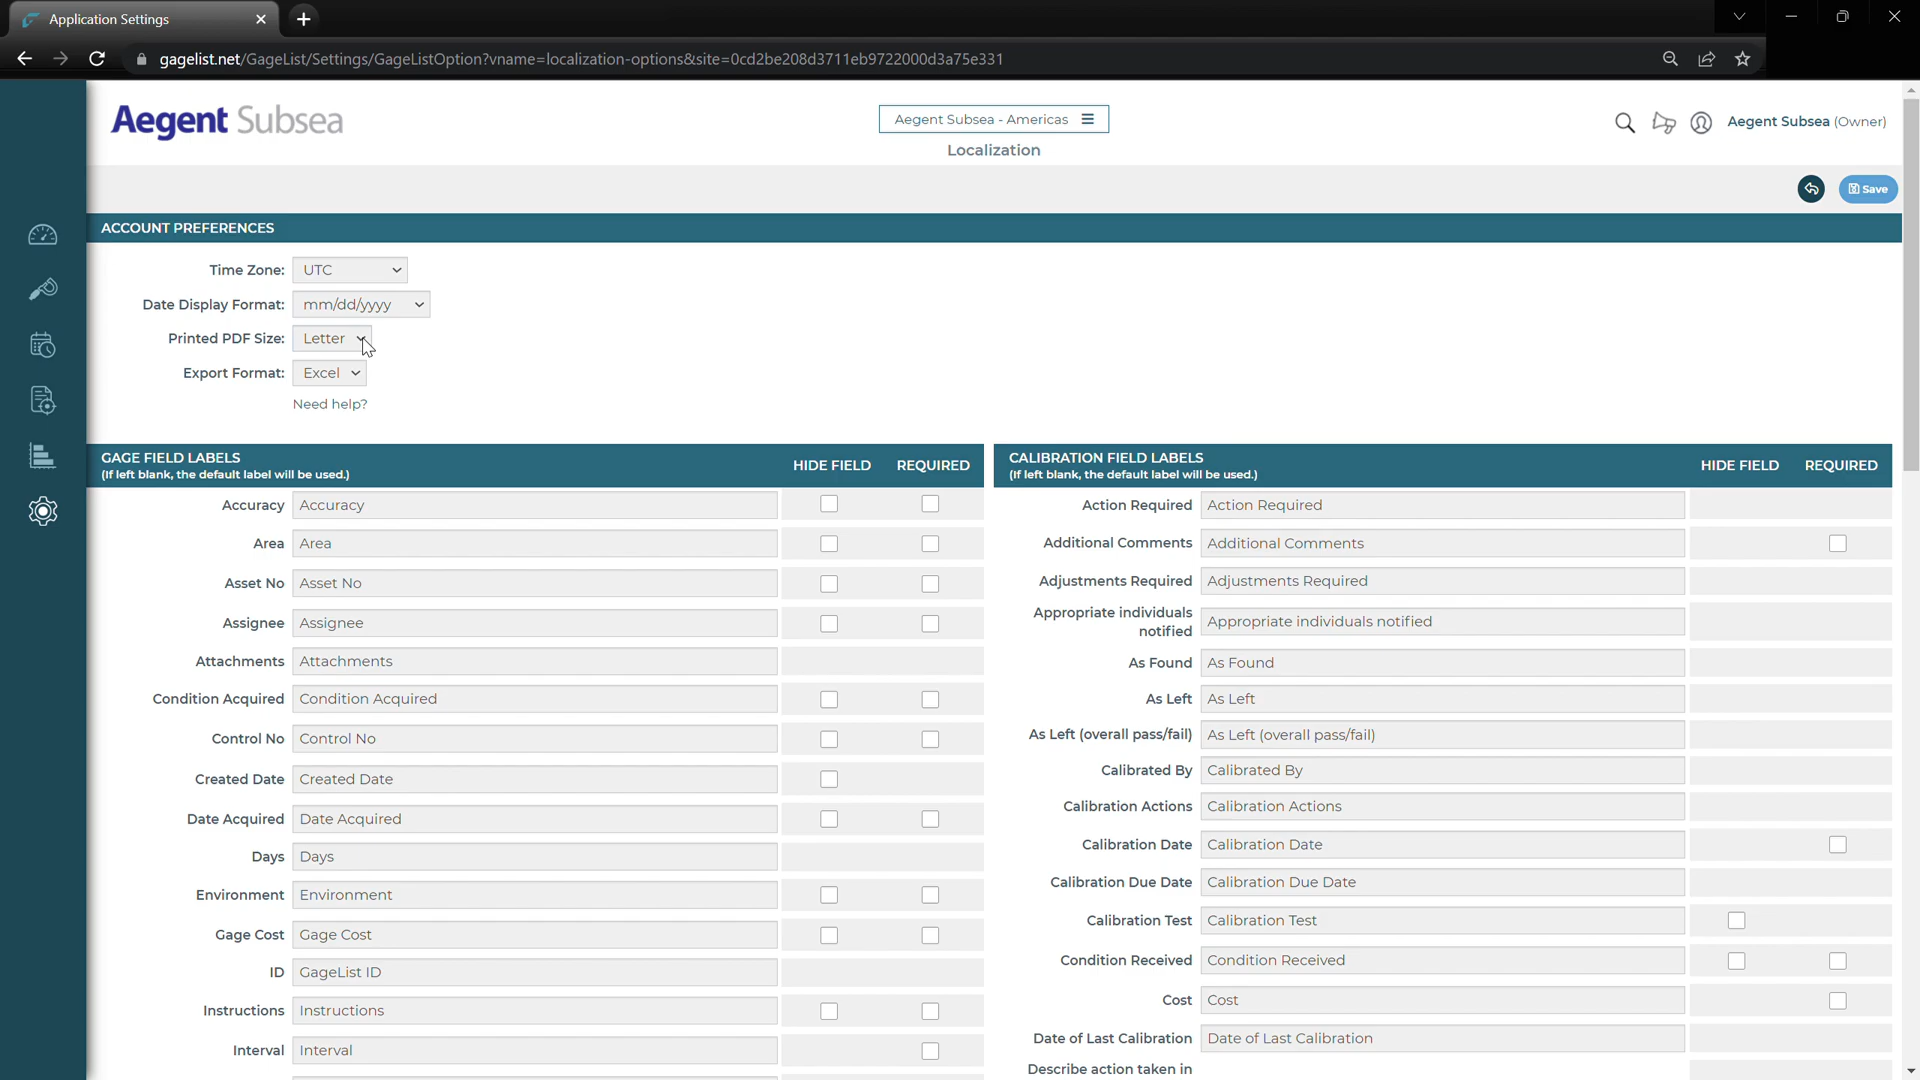 Application Settings
gagelist.net/GageList/Settings/GageListOption?vname=localization-options&site=0cd2be208d3711eb9722000d3a75e331
Aegent Subsea
Aegent Subsea - Americas
Localization
Aegent Subsea (Owner)
Save
ACCOUNT PREFERENCES
Time Zone: UTC
Date Display Format: mm/dd/yyyy
Printed PDF Size: Letter
Export Format: Excel
Need help?
GAGE FIELD LABELS
(If left blank, the default label will be used.)
HIDE FIELD REQUIRED
Accuracy Accuracy
Area Area
Asset No Asset No
Assignee Assignee
Attachments Attachments
Condition Acquired Condition Acquired
Control No Control No
Created Date Created Date
Date Acquired Date Acquired
Days Days
Environment Environment
Gage Cost Gage Cost
ID GageList ID
Instructions Instructions
Interval Interval
CALIBRATION FIELD LABELS
(If left blank, the default label will be used.)
HIDE FIELD REQUIRED
Action Required Action Required
Additional Comments Additional Comments
Adjustments Required Adjustments Required
Appropriate individuals
notified Appropriate individuals notified
As Found As Found
As Left As Left
As Left (overall pass/fail) As Left (overall pass/fail)
Calibrated By Calibrated By
Calibration Actions Calibration Actions
Calibration Date Calibration Date
Calibration Due Date Calibration Due Date
Calibration Test Calibration Test
Condition Received Condition Received
Cost Cost
Date of Last Calibration Date of Last Calibration
Describe action taken in